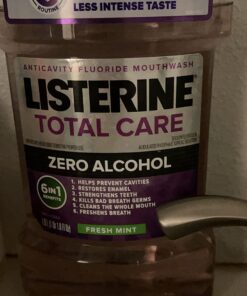 LESS INTENSE TASTE
ROUTINE
ANTICAVITY FLUORIDE MOUTHWASH
LISTERINE
TOTAL CARE
ZERO ALCOHOL
6 IN 1
BENEFITS
1. HELPS PREVENT CAVITIES
2. RESTORES ENAMEL
3. STRENGTHENS TEETH
4. KILLS BAD BREATH GERMS
5. CLEANS THE WHOLE MOUTH
6. FRESHENS BREATH
FRESH MINT